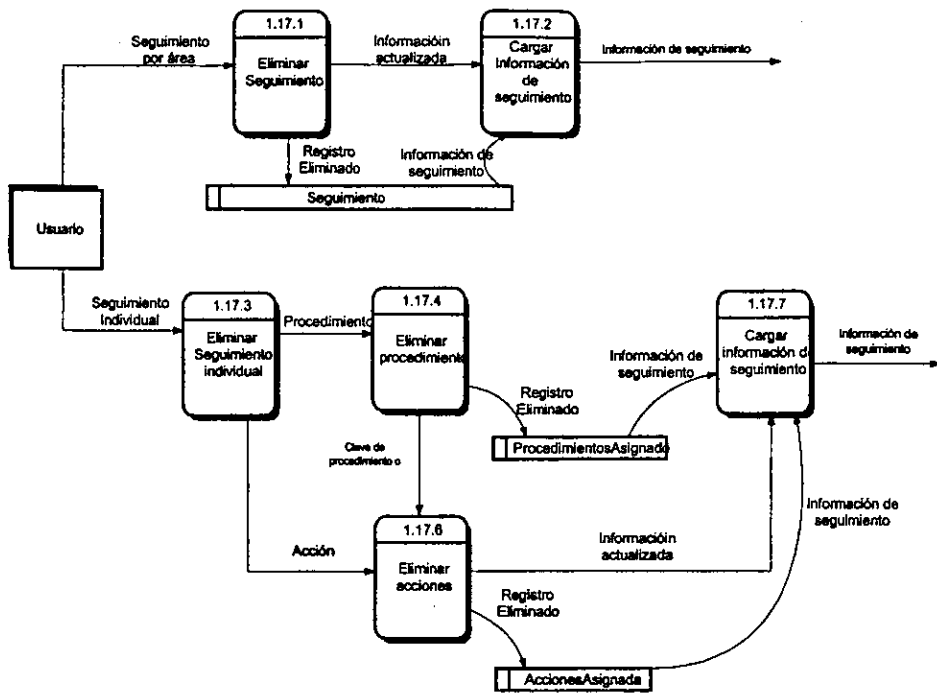 1.17.1
Eliminar
Seguimiento
1.17.2
Cargar
Información
de
seguimiento
Seguimiento
por área
Informacióin
actualizada
Información de seguimiento
Registro
Eliminado
Información de
seguimiento
Seguimiento
Usuario
Seguimiento
Individual
1.17.3
Eliminar
Seguimiento
individual
Procedimiento
1.17.4
Eliminar
procedimiento
1.17.7
Cargar
información de
seguimiento
Información de
seguimiento
Información de
seguimiento
Registro
Eliminado
ProcedimientosAsignado
Clave de
procedimiento o
1.17.6
Eliminar
acciones
Acción
Informacióin
actualizada
Información de
seguimiento
Registro
Eliminado
AccionesAsignada